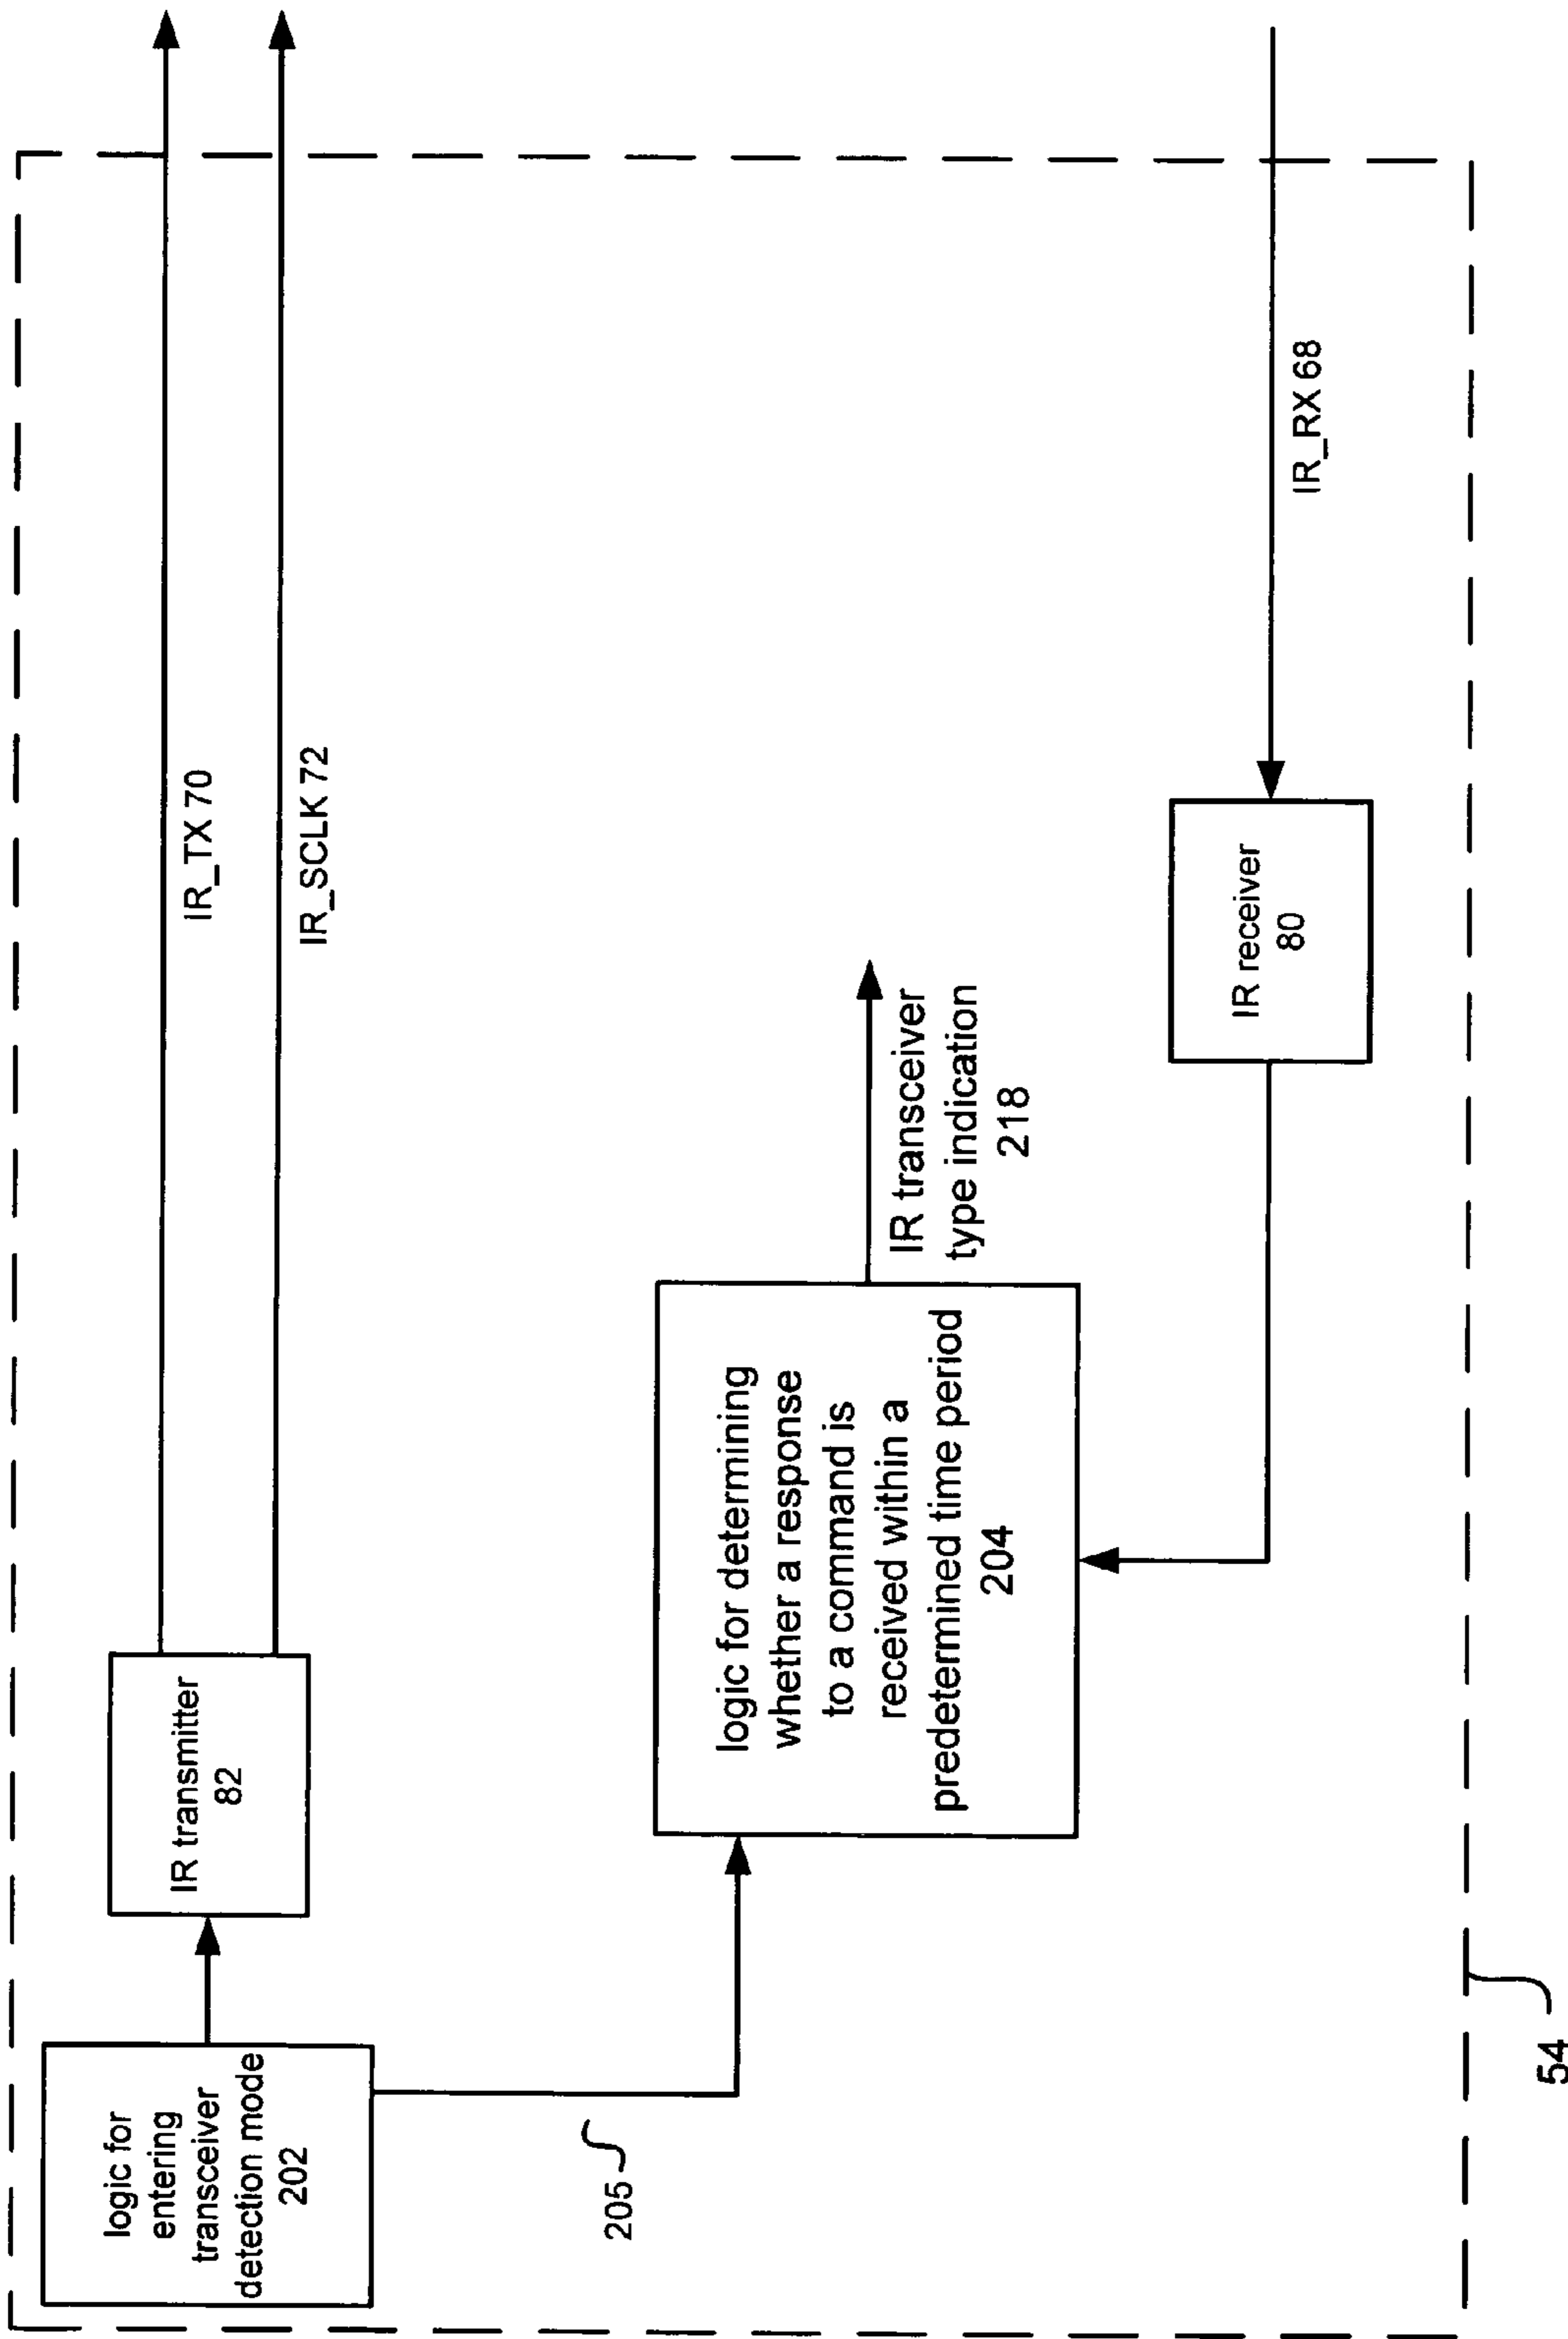 logic for
entering
transceiver
detection mode
202
IR transmitter
82
IR_TX 70
IR_SCLK 72
205
logic for determining
whether a response
to a command is
received within a
predetermined time period
204
IR transceiver
type indication
218
IR receiver
80
IR_RX 68
54